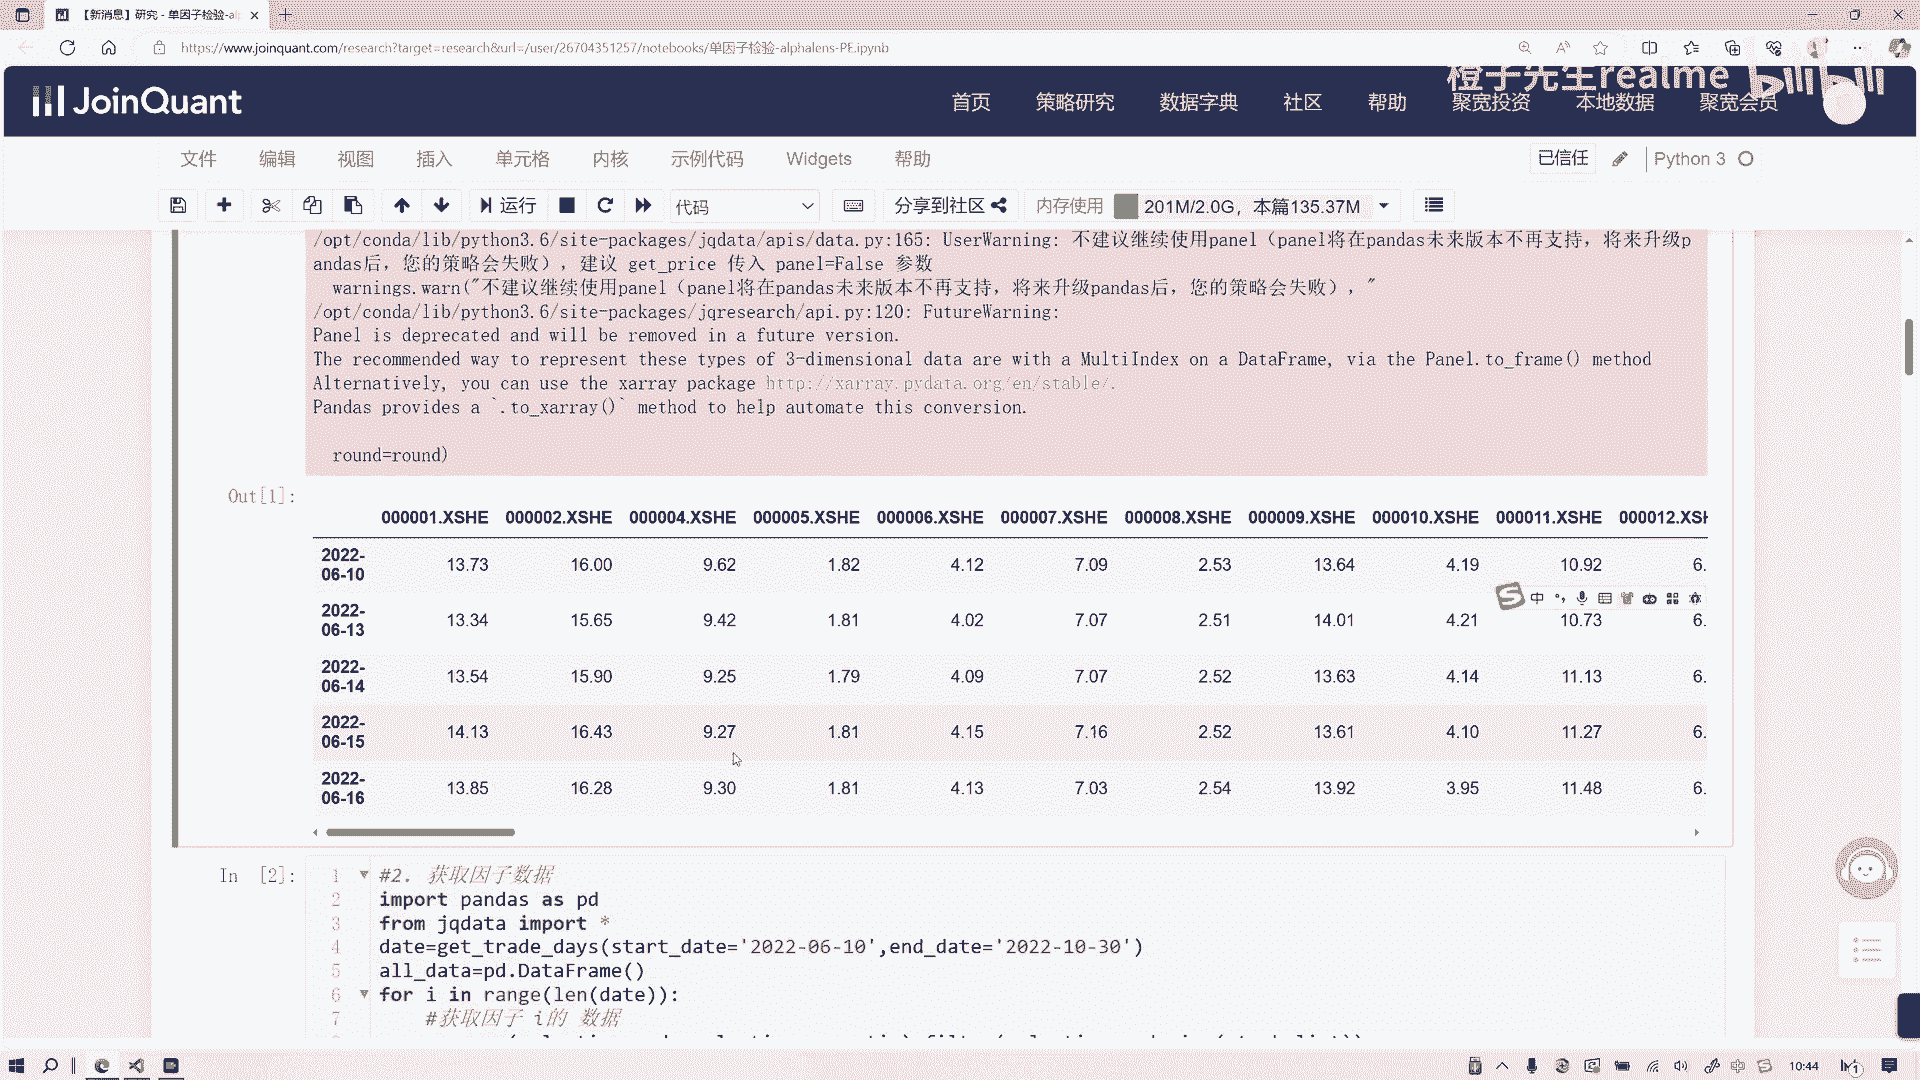 【新消息】研究 - 单因子检验-al
https://www.joinquant.com/research?target=research&url=/user/26704351257/notebooks/单因子检验-alphalens-PE.ipynb
橙子先生realme bilibili
JoinQuant
首页 策略研究 数据字典 社区 帮助 聚宽投资 本地数据 聚宽会员
文件 编辑 视图 插入 单元格 内核 示例代码 Widgets 帮助 已信任 Python 3
运行 代码 分享到社区 内存使用 201M/2.0G，本篇135.37M
/opt/conda/lib/python3.6/site-packages/jqdata/apis/data.py:165: UserWarning: 不建议继续使用panel（panel将在pandas未来版本不再支持，将来升级p
andas后，您的策略会失败），建议 get_price 传入 panel=False 参数
warnings.warn("不建议继续使用panel（panel将在pandas未来版本不再支持，将来升级pandas后，您的策略会失败），"
/opt/conda/lib/python3.6/site-packages/jqresearch/api.py:120: FutureWarning:
Panel is deprecated and will be removed in a future version.
The recommended way to represent these types of 3-dimensional data are with a MultiIndex on a DataFrame, via the Panel.to_frame() method
Alternatively, you can use the xarray package http://xarray.pydata.org/en/stable/.
Pandas provides a `.to_xarray()` method to help automate this conversion.
round=round)
Out[1]:
000001.XSHE 000002.XSHE 000004.XSHE 000005.XSHE 000006.XSHE 000007.XSHE 000008.XSHE 000009.XSHE 000010.XSHE 000011.XSHE 000012.XSH
2022-06-10 13.73 16.00 9.62 1.82 4.12 7.09 2.53 13.64 4.19 10.92 6.
2022-06-13 13.34 15.65 9.42 1.81 4.02 7.07 2.51 14.01 4.21 10.73 6.
2022-06-14 13.54 15.90 9.25 1.79 4.09 7.07 2.52 13.63 4.14 11.13 6.
2022-06-15 14.13 16.43 9.27 1.81 4.15 7.16 2.52 13.61 4.10 11.27 6.
2022-06-16 13.85 16.28 9.30 1.81 4.13 7.03 2.54 13.92 3.95 11.48 6.
中
In [2]:
1 #2. 获取因子数据
2 import pandas as pd
3 from jqdata import *
4 date=get_trade_days(start_date='2022-06-10',end_date='2022-10-30')
5 all_data=pd.DataFrame()
6 for i in range(len(date)):
7 #获取因子 i的 数据
10:44